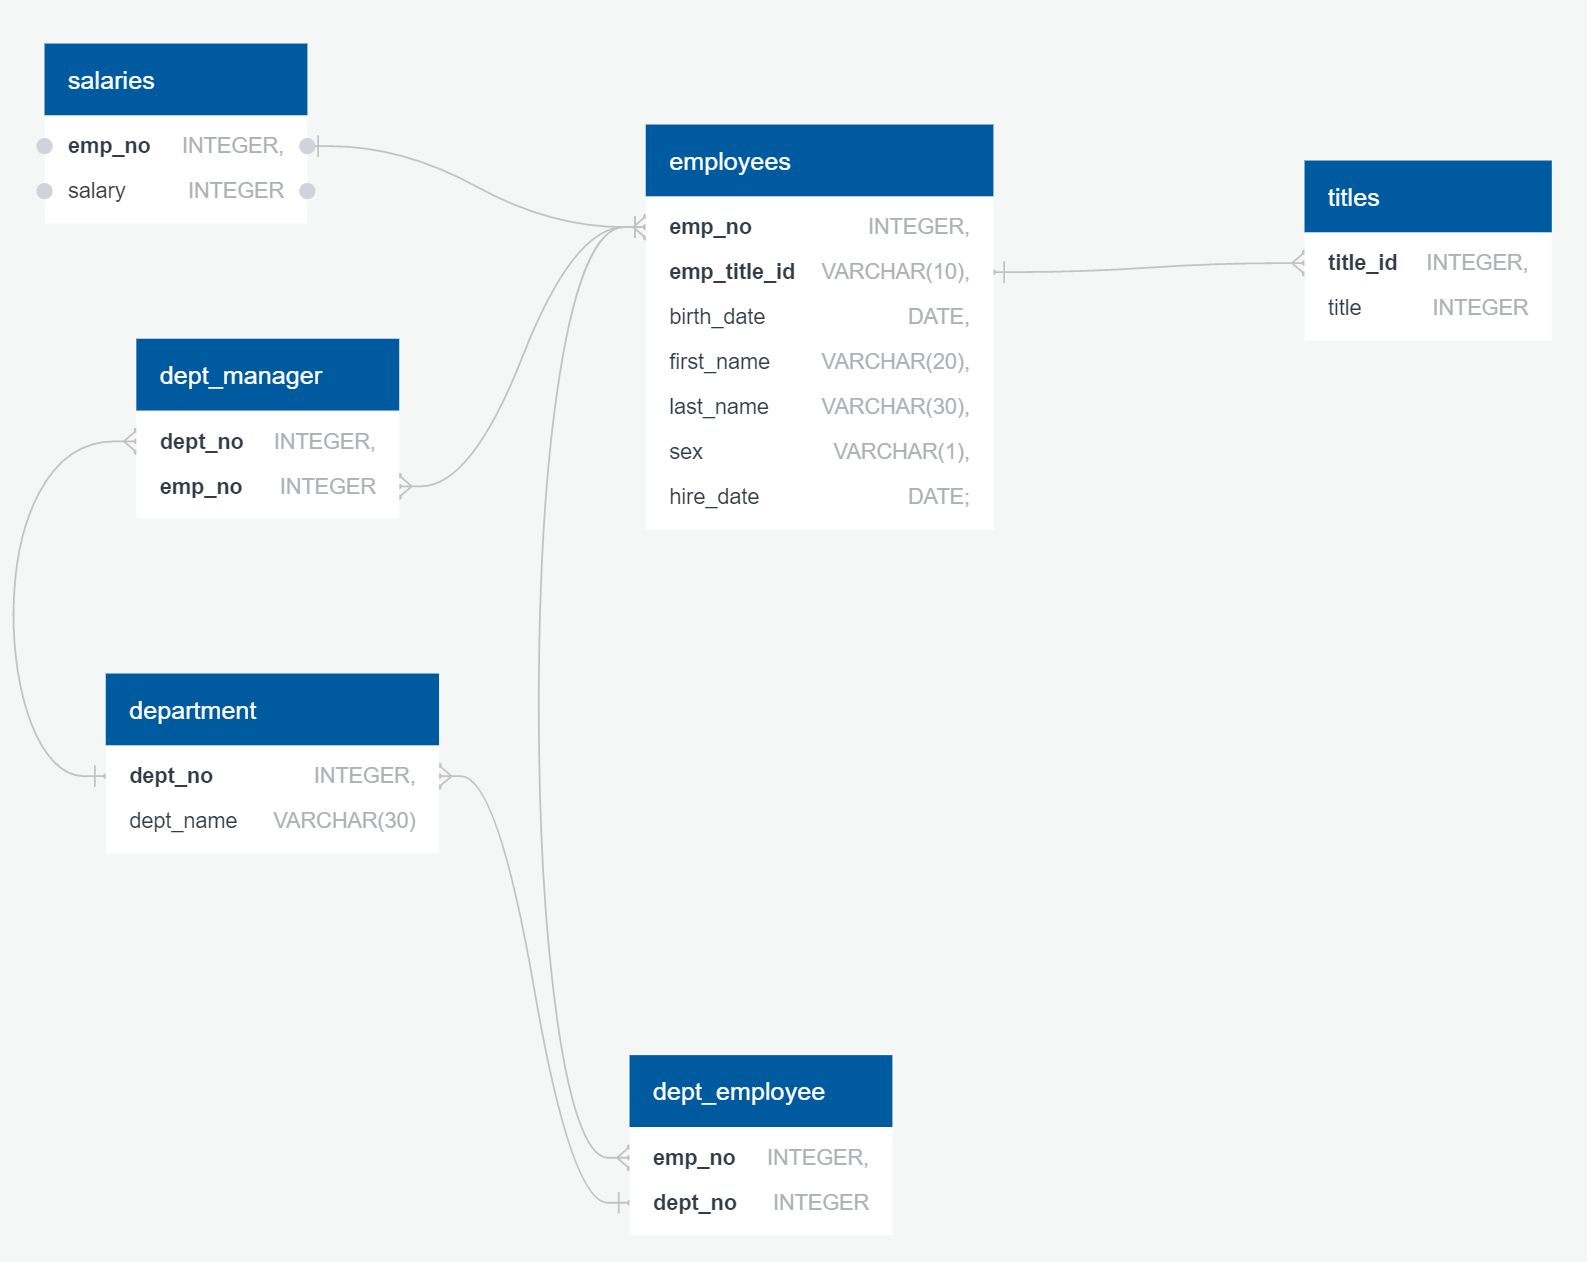 salaries
emp_no INTEGER,
salary INTEGER
employees
emp_no INTEGER,
emp_title_id VARCHAR(10),
birth_date DATE,
first_name VARCHAR(20),
last_name VARCHAR(30),
sex VARCHAR(1),
hire_date DATE;
titles
title_id INTEGER,
title INTEGER
dept_manager
dept_no INTEGER,
emp_no INTEGER
department
dept_no INTEGER,
dept_name VARCHAR(30)
dept_employee
emp_no INTEGER,
dept_no INTEGER